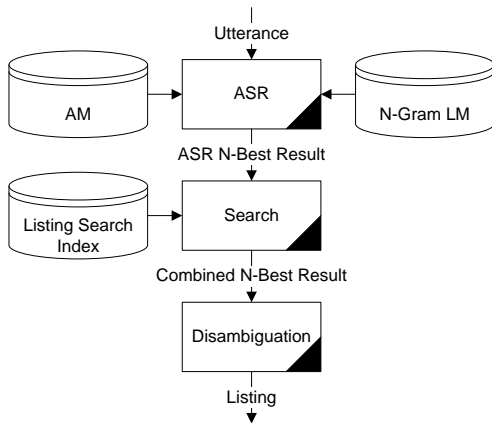 Utterance
AM
ASR
N-Gram LM
ASR N-Best Result
Listing Search
Index
Search
Combined N-Best Result
Disambiguation
Listing